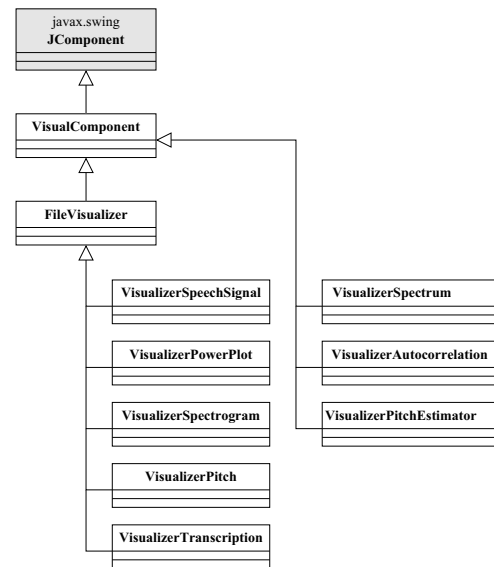 javax.swing
JComponent
VisualComponent
FileVisualizer
VisualizerSpeechSignal
VisualizerPowerPlot
VisualizerSpectrogram
VisualizerPitch
VisualizerTranscription
VisualizerSpectrum
VisualizerAutocorrelation
VisualizerPitchEstimator